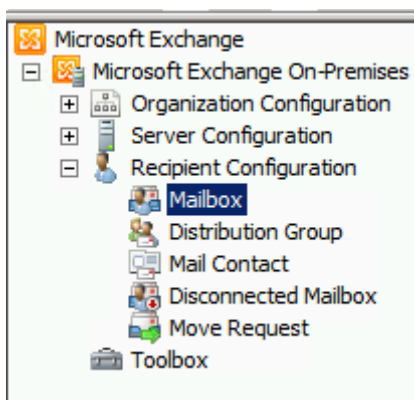 Microsoft Exchange
Microsoft Exchange On-Premises
Organization Configuration
Server Configuration
Recipient Configuration
Mailbox
Distribution Group
Mail Contact
Disconnected Mailbox
Move Request
Toolbox